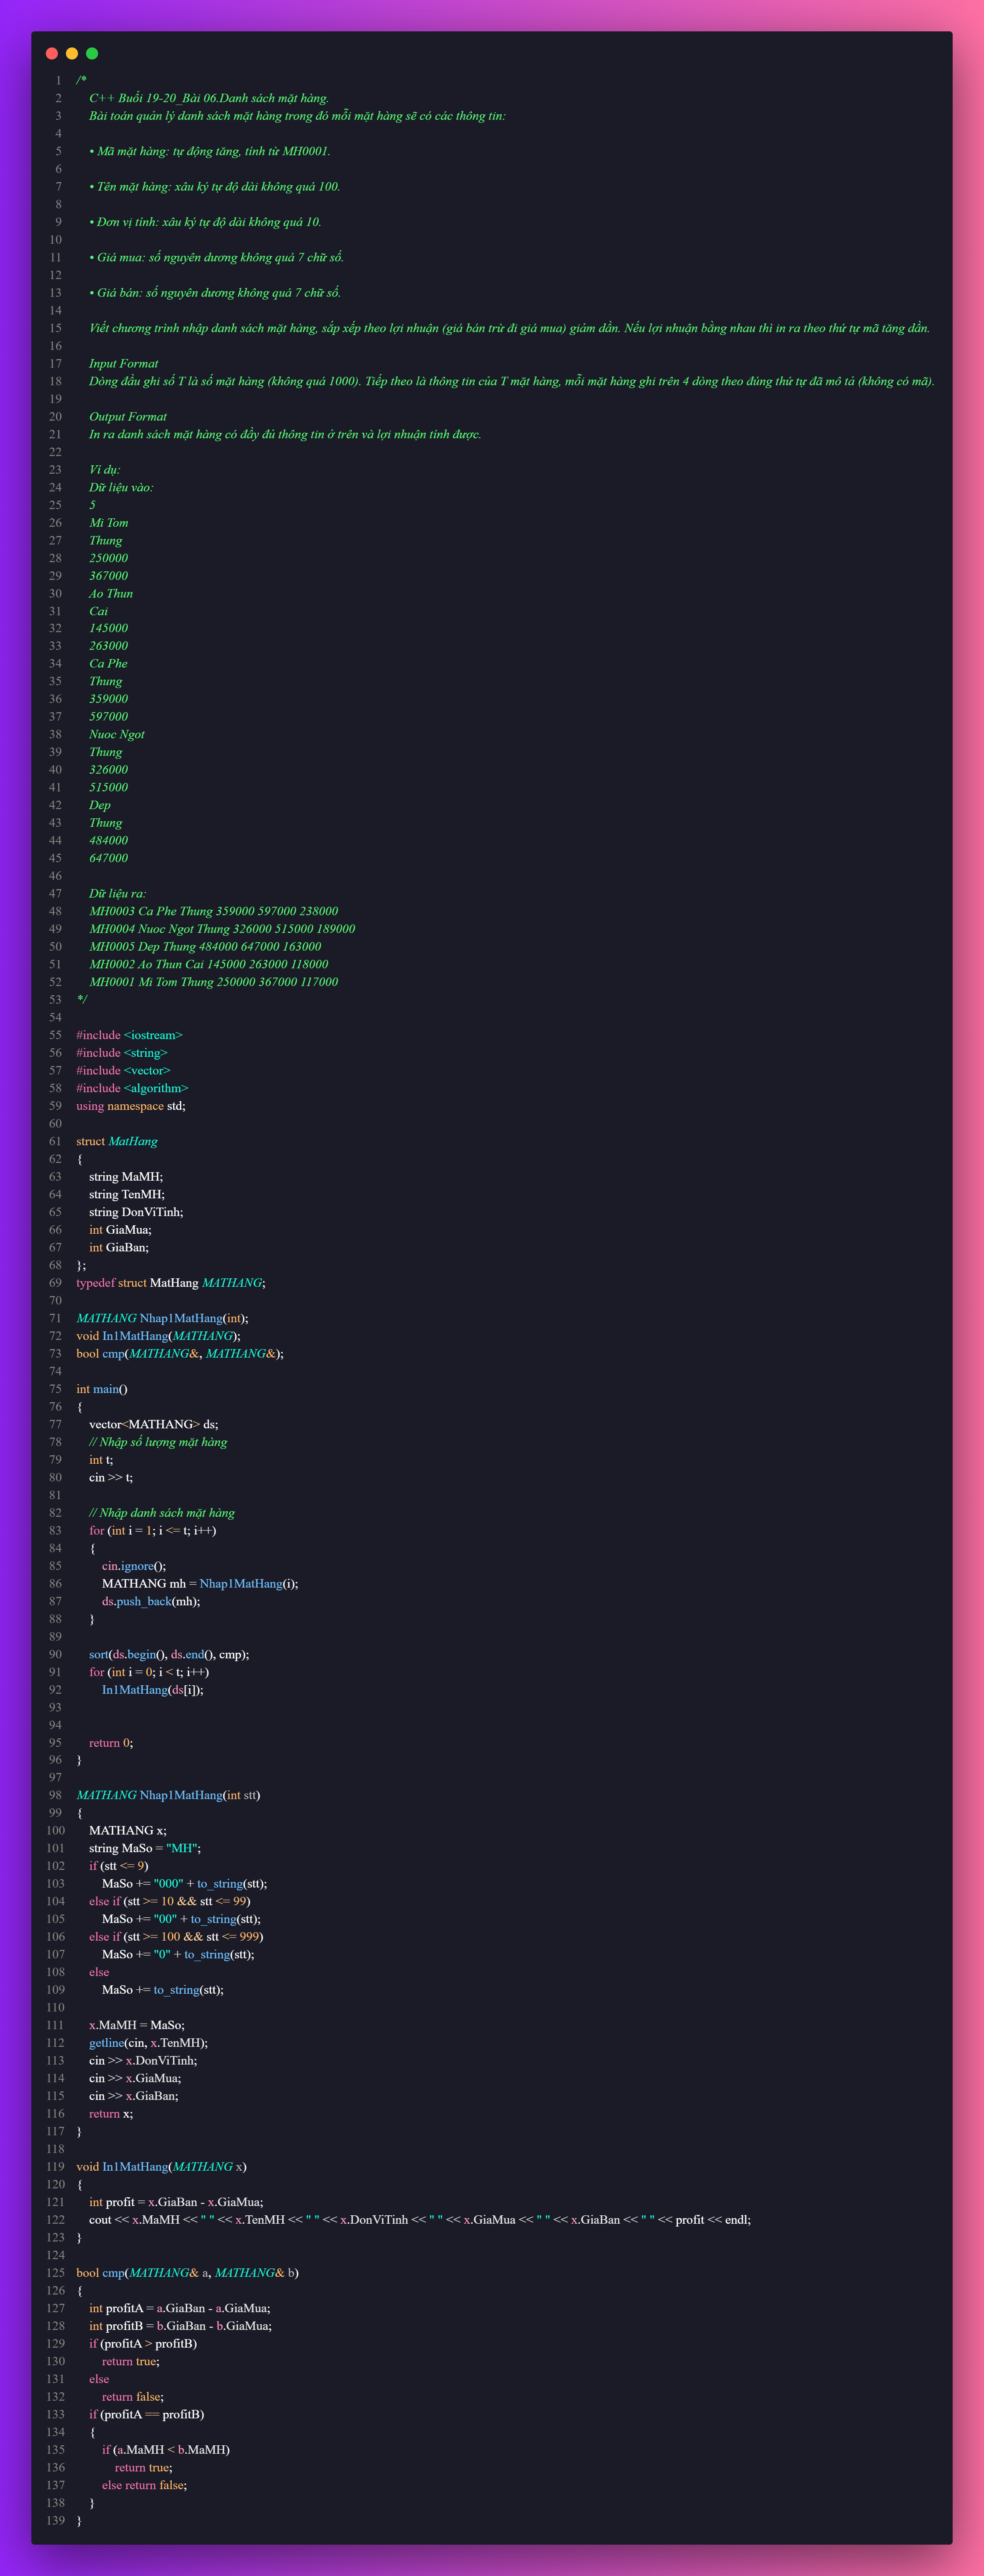 1 /*
2 C++ Buổi 19-20_Bài 06.Danh sách mặt hàng.
3 Bài toán quản lý danh sách mặt hàng trong đó mỗi mặt hàng sẽ có các thông tin:
4
5 • Mã mặt hàng: tự động tăng, tính từ MH0001.
6
7 • Tên mặt hàng: xâu ký tự độ dài không quá 100.
8
9 • Đơn vị tính: xâu ký tự độ dài không quá 10.
10
11 • Giá mua: số nguyên dương không quá 7 chữ số.
12
13 • Giá bán: số nguyên dương không quá 7 chữ số.
14
15 Viết chương trình nhập danh sách mặt hàng, sắp xếp theo lợi nhuận (giá bán trừ đi giá mua) giảm dần. Nếu lợi nhuận bằng nhau thì in ra theo thứ tự mã tăng dần.
16
17 Input Format
18 Dòng đầu ghi số T là số mặt hàng (không quá 1000). Tiếp theo là thông tin của T mặt hàng, mỗi mặt hàng ghi trên 4 dòng theo đúng thứ tự đã mô tả (không có mã).
19
20 Output Format
21 In ra danh sách mặt hàng có đầy đủ thông tin ở trên và lợi nhuận tính được.
22
23 Ví dụ:
24 Dữ liệu vào:
25 5
26 Mi Tom
27 Thung
28 250000
29 367000
30 Ao Thun
31 Cai
32 145000
33 263000
34 Ca Phe
35 Thung
36 359000
37 597000
38 Nuoc Ngot
39 Thung
40 326000
41 515000
42 Dep
43 Thung
44 484000
45 647000
46
47 Dữ liệu ra:
48 MH0003 Ca Phe Thung 359000 597000 238000
49 MH0004 Nuoc Ngot Thung 326000 515000 189000
50 MH0005 Dep Thung 484000 647000 163000
51 MH0002 Ao Thun Cai 145000 263000 118000
52 MH0001 Mi Tom Thung 250000 367000 117000
53 */
54
55 #include <iostream>
56 #include <string>
57 #include <vector>
58 #include <algorithm>
59 using namespace std;
60
61 struct MatHang
62 {
63 string MaMH;
64 string TenMH;
65 string DonViTinh;
66 int GiaMua;
67 int GiaBan;
68 };
69 typedef struct MatHang MATHANG;
70
71 MATHANG Nhap1MatHang(int);
72 void In1MatHang(MATHANG);
73 bool cmp(MATHANG&, MATHANG&);
74
75 int main()
76 {
77 vector<MATHANG> ds;
78 // Nhập số lượng mặt hàng
79 int t;
80 cin >> t;
81
82 // Nhập danh sách mặt hàng
83 for (int i = 1; i <= t; i++)
84 {
85 cin.ignore();
86 MATHANG mh = Nhap1MatHang(i);
87 ds.push_back(mh);
88 }
89
90 sort(ds.begin(), ds.end(), cmp);
91 for (int i = 0; i < t; i++)
92 In1MatHang(ds[i]);
93
94
95 return 0;
96 }
97
98 MATHANG Nhap1MatHang(int stt)
99 {
100 MATHANG x;
101 string MaSo = "MH";
102 if (stt <= 9)
103 MaSo += "000" + to_string(stt);
104 else if (stt >= 10 && stt <= 99)
105 MaSo += "00" + to_string(stt);
106 else if (stt >= 100 && stt <= 999)
107 MaSo += "0" + to_string(stt);
108 else
109 MaSo += to_string(stt);
110
111 x.MaMH = MaSo;
112 getline(cin, x.TenMH);
113 cin >> x.DonViTinh;
114 cin >> x.GiaMua;
115 cin >> x.GiaBan;
116 return x;
117 }
118
119 void In1MatHang(MATHANG x)
120 {
121 int profit = x.GiaBan - x.GiaMua;
122 cout << x.MaMH << " " << x.TenMH << " " << x.DonViTinh << " " << x.GiaMua << " " << x.GiaBan << " " << profit << endl;
123 }
124
125 bool cmp(MATHANG& a, MATHANG& b)
126 {
127 int profitA = a.GiaBan - a.GiaMua;
128 int profitB = b.GiaBan - b.GiaMua;
129 if (profitA > profitB)
130 return true;
131 else
132 return false;
133 if (profitA == profitB)
134 {
135 if (a.MaMH < b.MaMH)
136 return true;
137 else return false;
138 }
139 }